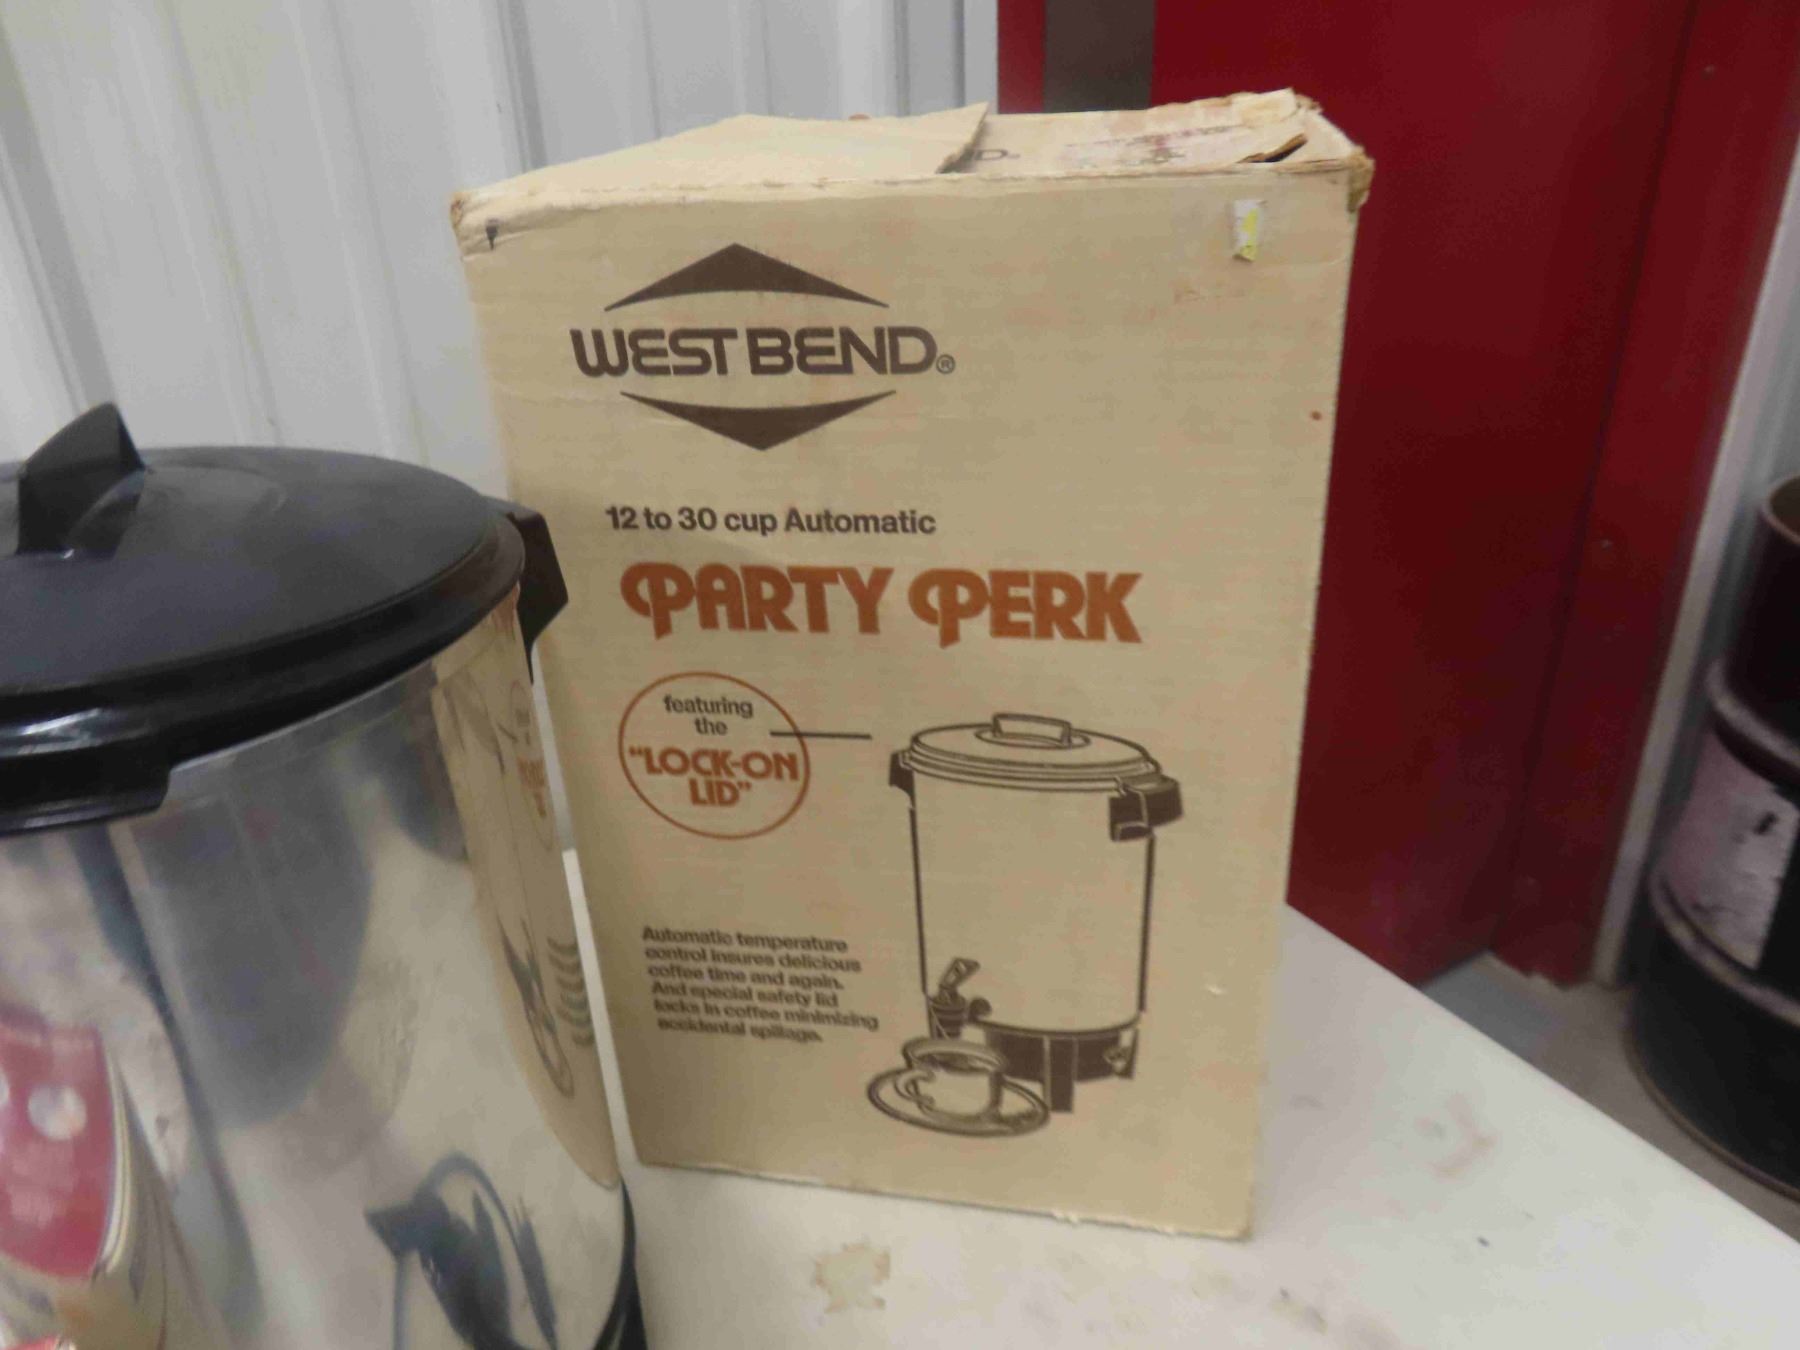 D®
WEST BEND®
12 to 30 cup Automatic
PARTY PERK
featuring
the
"LOCK-ON
LID"
Automatic temperature
control insures delicious
coffee time and again.
And special safety lid
locks in coffee minimizing
accidental spillage.